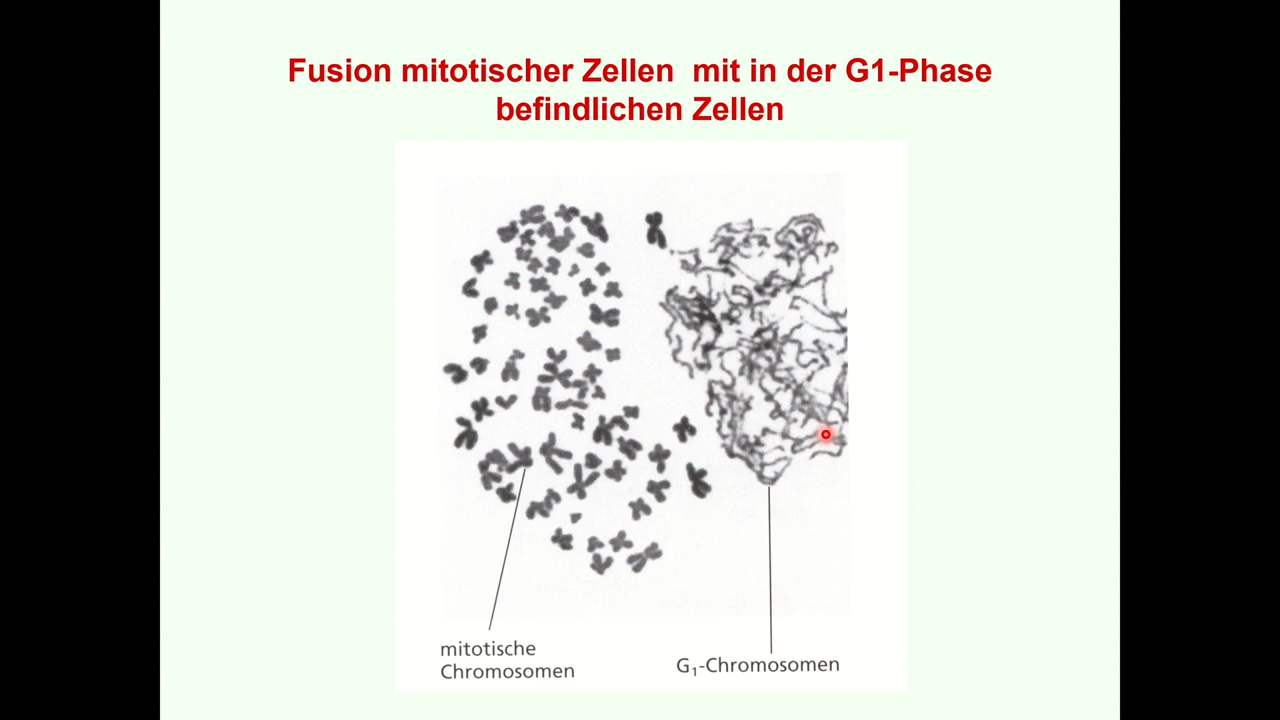 Fusion mitotischer Zellen mit in der G1-Phase
befindlichen Zellen
mitotische
Chromosomen
G₁-Chromosomen